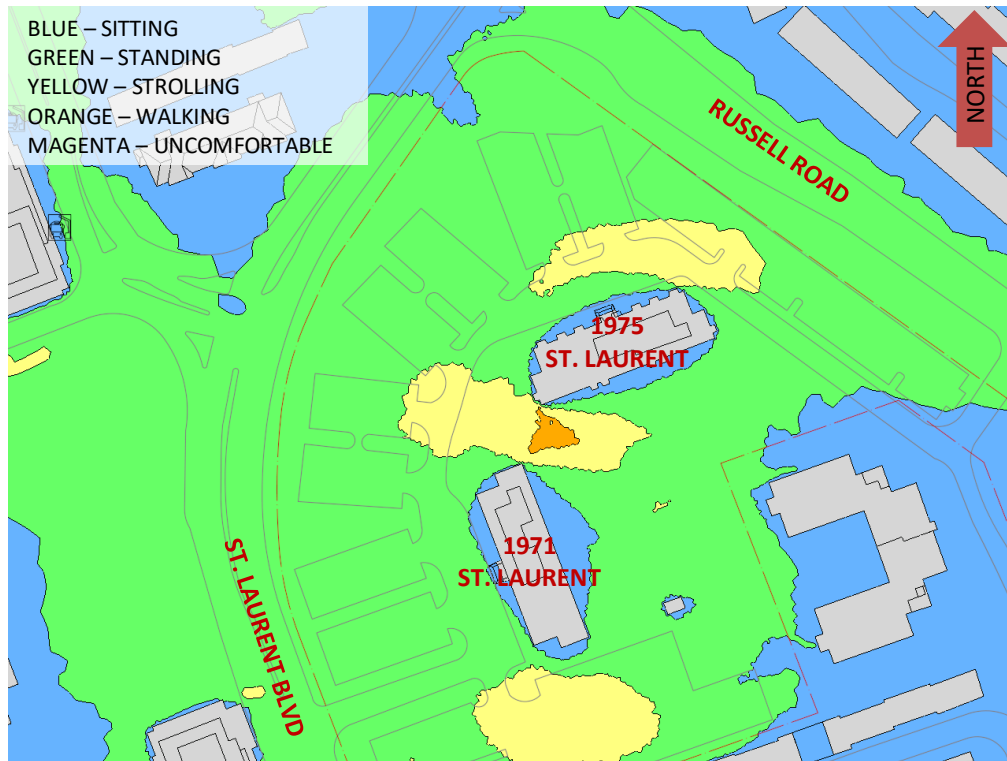 BLUE – SITTING
GREEN – STANDING
YELLOW – STROLLING
ORANGE – WALKING
MAGENTA – UNCOMFORTABLE
NORTH
RUSSELL ROAD
1975
ST. LAURENT
1971
ST. LAURENT
ST. LAURENT BLVD